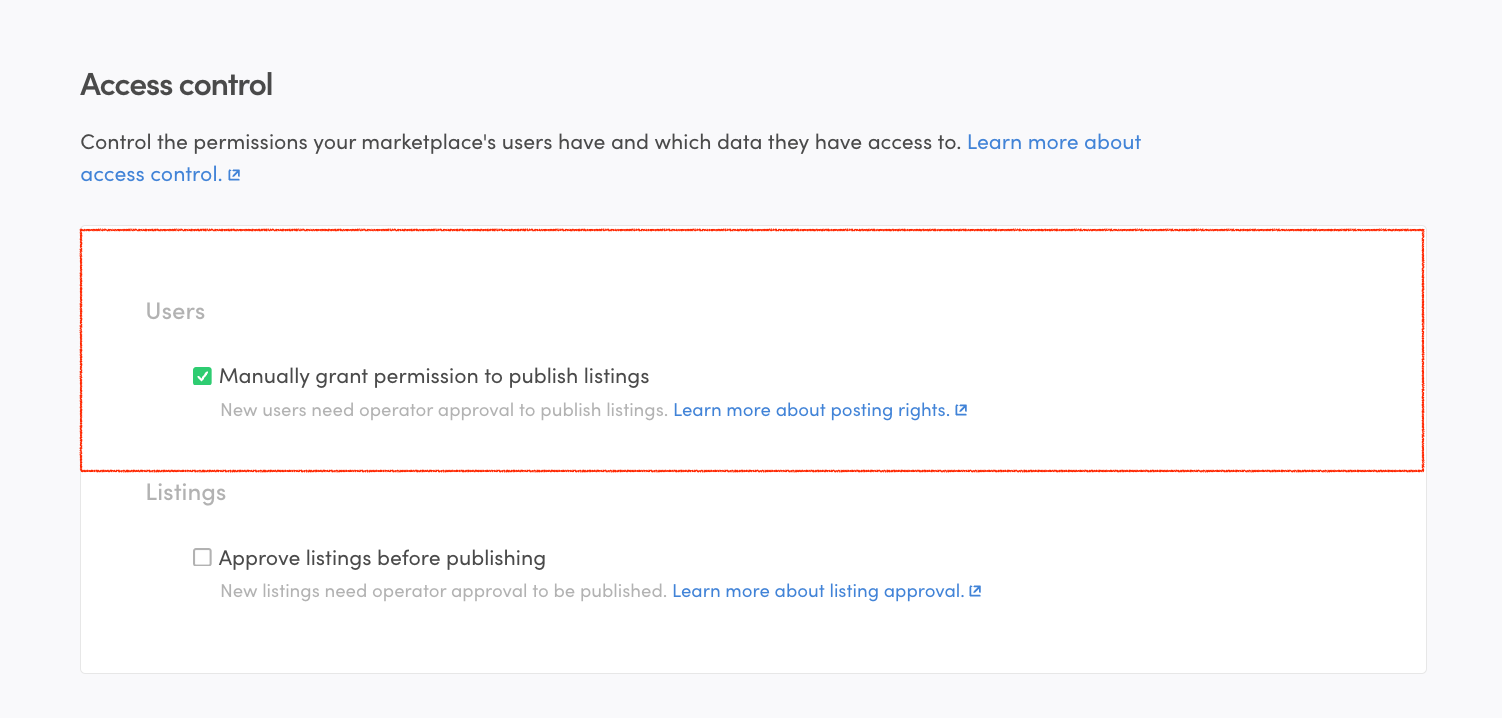 Access control
Control the permissions your marketplace's users have and which data they have access to. Learn more about
access control.
Users
Manually grant permission to publish listings
New users need operator approval to publish listings. Learn more about posting rights.
Listings
Approve listings before publishing
New listings need operator approval to be published. Learn more about listing approval.